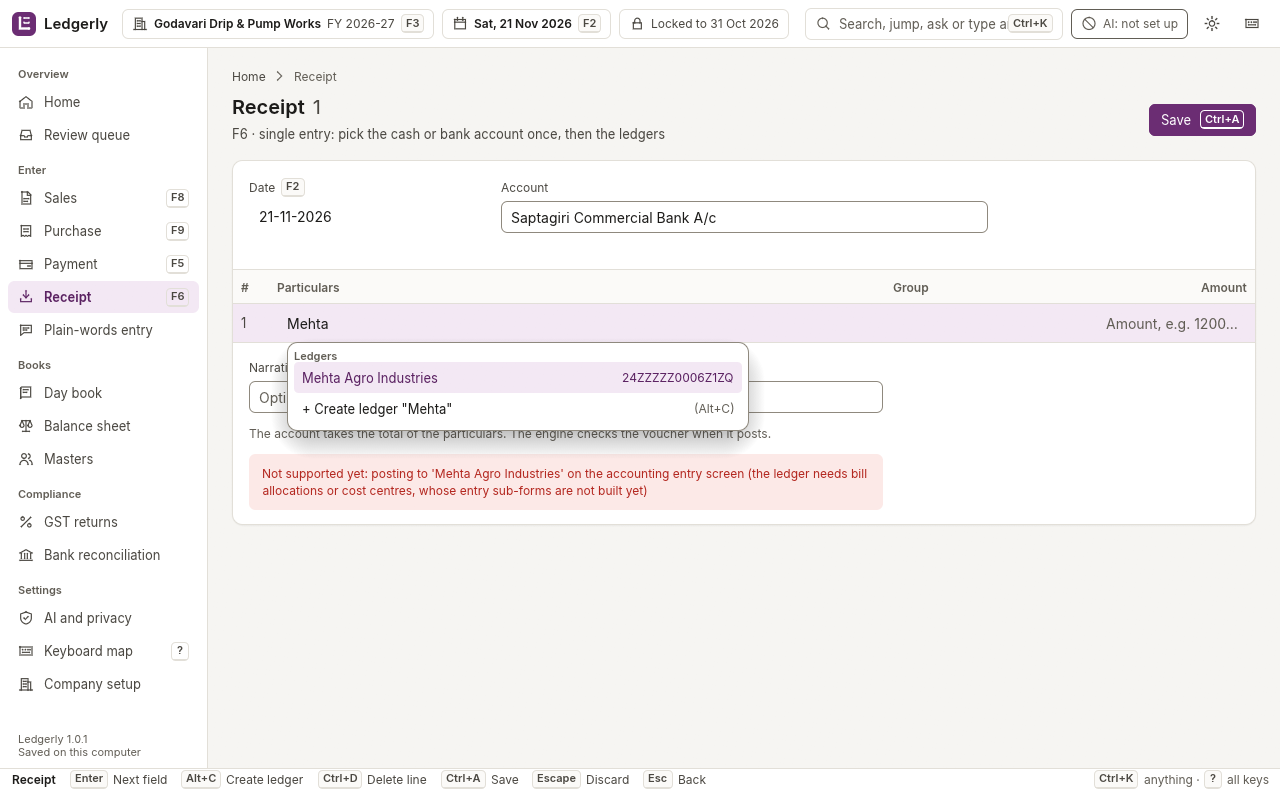 Ledgerly
Godavari Drip & Pump Works FY 2026-27 F3
Sat, 21 Nov 2026 F2
Locked to 31 Oct 2026
Search, jump, ask or type a Ctrl+K
AI: not set up
Overview
Home
Review queue
Enter
Sales F8
Purchase F9
Payment F5
Receipt F6
Plain-words entry
Books
Day book
Balance sheet
Masters
Compliance
GST returns
Bank reconciliation
Settings
AI and privacy
Keyboard map ?
Company setup
Ledgerly 1.0.1
Saved on this computer
Home > Receipt
Receipt 1
F6 · single entry: pick the cash or bank account once, then the ledgers
Save Ctrl+A
Date F2
Account
21-11-2026
Saptagiri Commercial Bank A/c
# Particulars Group Amount
1 Mehta Amount, e.g. 1200...
Ledgers
Mehta Agro Industries 24ZZZZZ0006Z1ZQ
+ Create ledger "Mehta" (Alt+C)
Narrati
Opti
The account takes the total of the particulars. The engine checks the voucher when it posts.
Not supported yet: posting to 'Mehta Agro Industries' on the accounting entry screen (the ledger needs bill
allocations or cost centres, whose entry sub-forms are not built yet)
Receipt Enter Next field Alt+C Create ledger Ctrl+D Delete line Ctrl+A Save Escape Discard Esc Back
Ctrl+K anything · ? all keys